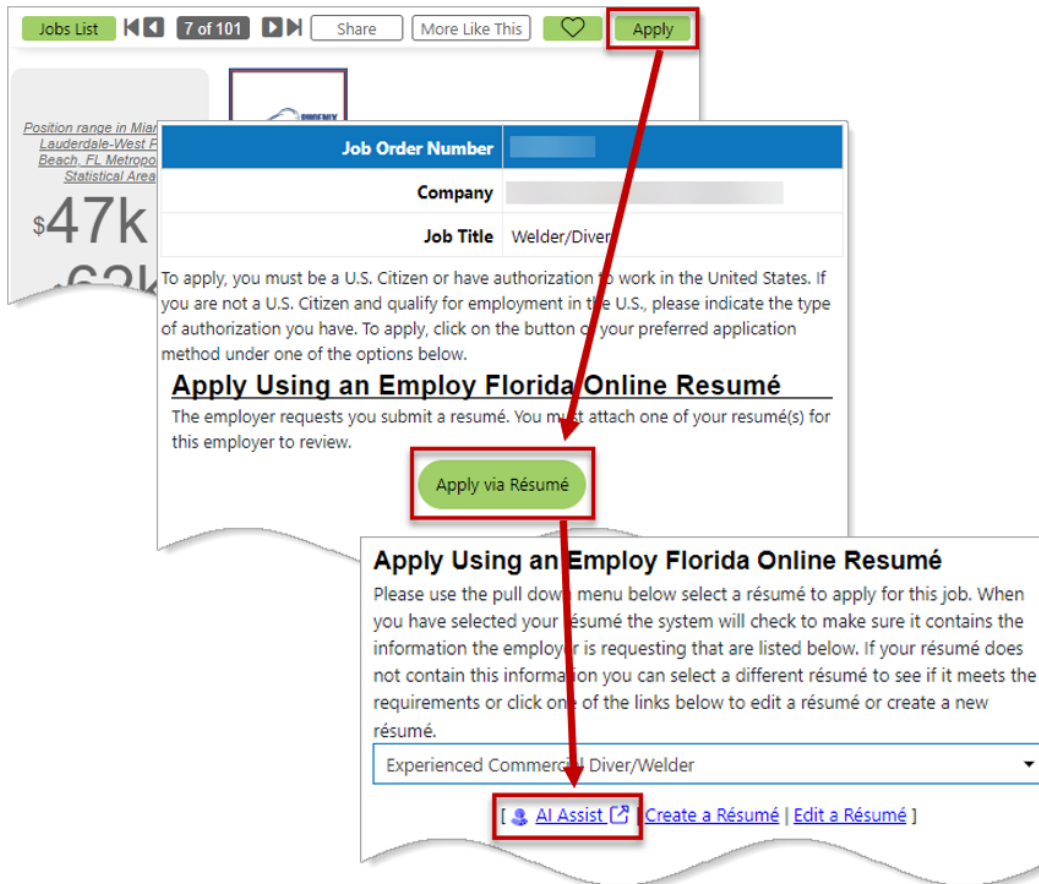 Jobs List 7 of 101 Share More Like This Apply
Position range in Miam
Lauderdale-West P
Beach, FL Metropo
Statistical Area
$47k
62k
PHOENIX
Job Order Number
Company
Job Title Welder/Diver
To apply, you must be a U.S. Citizen or have authorization to work in the United States. If
you are not a U.S. Citizen and qualify for employment in the U.S., please indicate the type
of authorization you have. To apply, click on the button of your preferred application
method under one of the options below.
Apply Using an Employ Florida Online Resumé
The employer requests you submit a resumé. You must attach one of your resumé(s) for
this employer to review.
Apply via Résumé
Apply Using an Employ Florida Online Resumé
Please use the pull down menu below select a résumé to apply for this job. When
you have selected your résumé the system will check to make sure it contains the
information the employer is requesting that are listed below. If your résumé does
not contain this information you can select a different résumé to see if it meets the
requirements or click one of the links below to edit a résumé or create a new
résumé.
Experienced Commercial Diver/Welder
[ AI Assist | Create a Résumé | Edit a Résumé ]